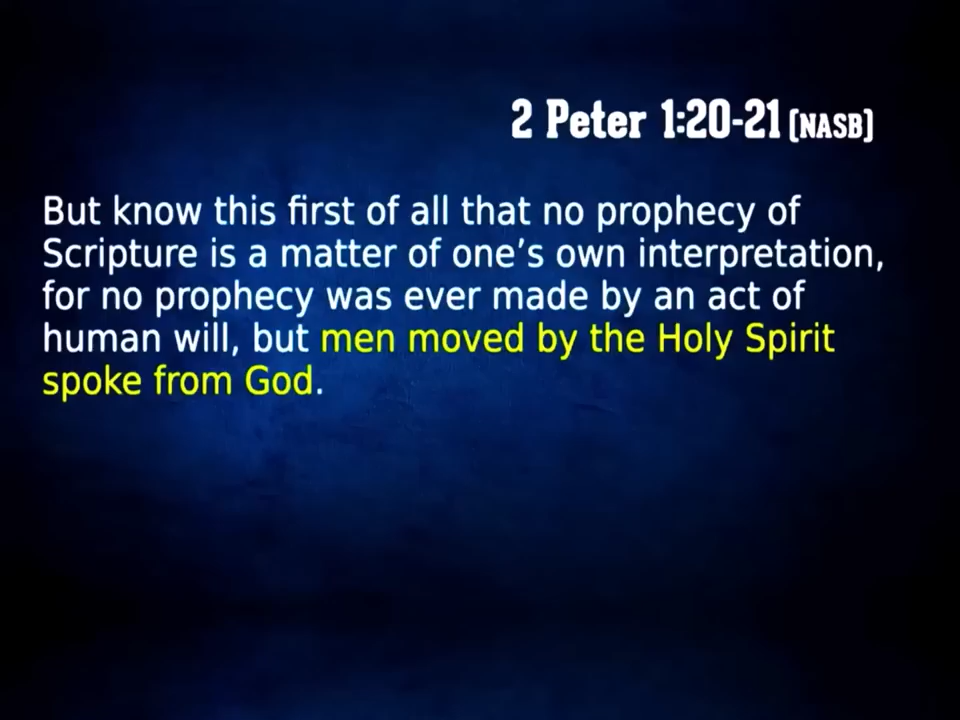 2 Peter 1:20-21 (NASB)
But know this first of all that no prophecy of
Scripture is a matter of one’s own interpretation,
for no prophecy was ever made by an act of
human will, but men moved by the Holy Spirit
spoke from God.